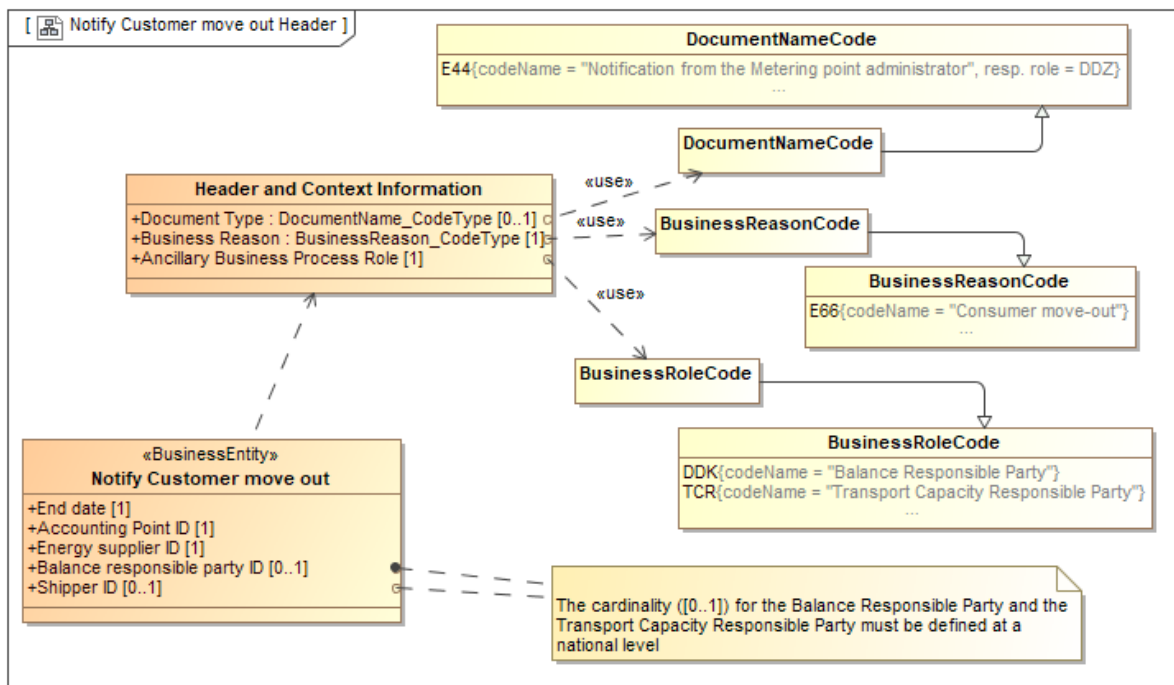 [ Notify Customer move out Header ]
DocumentNameCode
E44{codeName = "Notification from the Metering point administrator", resp. role = DDZ}
...
DocumentNameCode
Header and Context Information
+Document Type : DocumentName_CodeType [0..1]
+Business Reason : BusinessReason_CodeType [1]
+Ancillary Business Process Role [1]
«use»
«use»
«use»
BusinessReasonCode
BusinessReasonCode
E66{codeName = "Consumer move-out"}
...
BusinessRoleCode
BusinessRoleCode
DDK{codeName = "Balance Responsible Party"}
TCR{codeName = "Transport Capacity Responsible Party"}
...
«BusinessEntity»
Notify Customer move out
+End date [1]
+Accounting Point ID [1]
+Energy supplier ID [1]
+Balance responsible party ID [0..1]
+Shipper ID [0..1]
The cardinality ([0..1]) for the Balance Responsible Party and the
Transport Capacity Responsible Party must be defined at a
national level